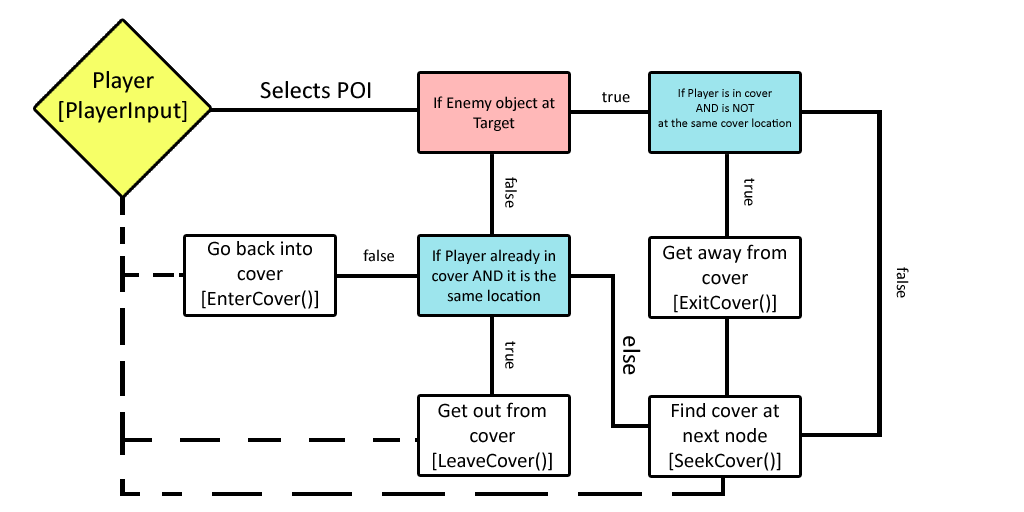 Player
[PlayerInput]
Selects POI
If Enemy object at
Target
true
If Player is in cover
AND is NOT
at the same cover location
false
true
false
Go back into
cover
[EnterCover()]
false
If Player already in
cover AND it is the
same location
Get away from
cover
[ExitCover()]
true
else
Get out from
cover
[LeaveCover()]
Find cover at
next node
[SeekCover()]